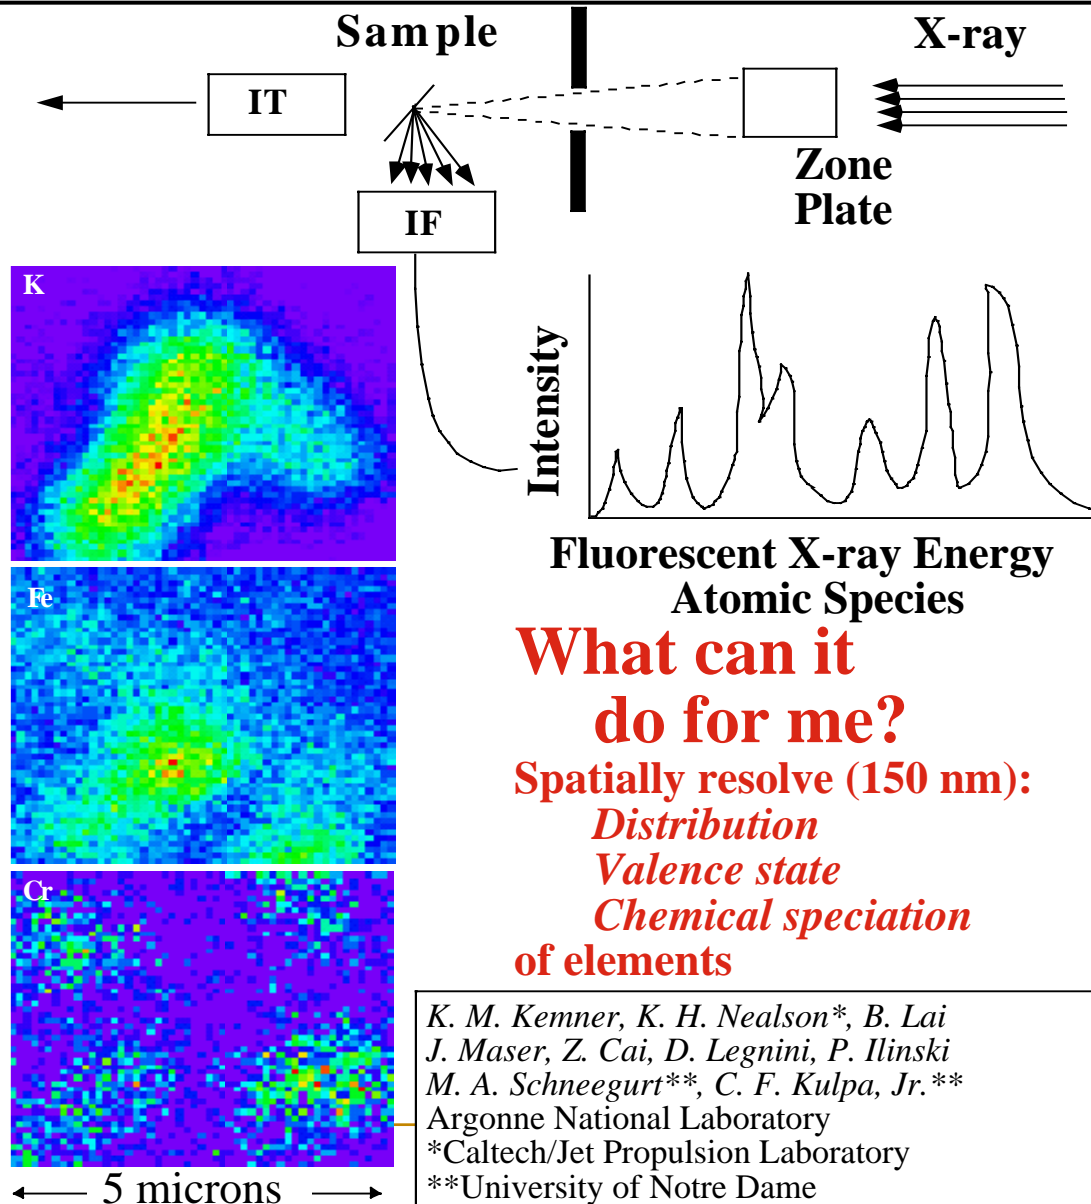 Sample
X-ray
IT
Zone
Plate
IF
K
Intensity
Fluorescent X-ray Energy
Atomic Species
Fe
What can it
do for me?
Spatially resolve (150 nm):
Distribution
Valence state
Chemical speciation
of elements
Cr
K. M. Kemner, K. H. Nealson*, B. Lai
J. Maser, Z. Cai, D. Legnini, P. Ilinski
M. A. Schneegurt**, C. F. Kulpa, Jr.**
Argonne National Laboratory
*Caltech/Jet Propulsion Laboratory
**University of Notre Dame
5 microns